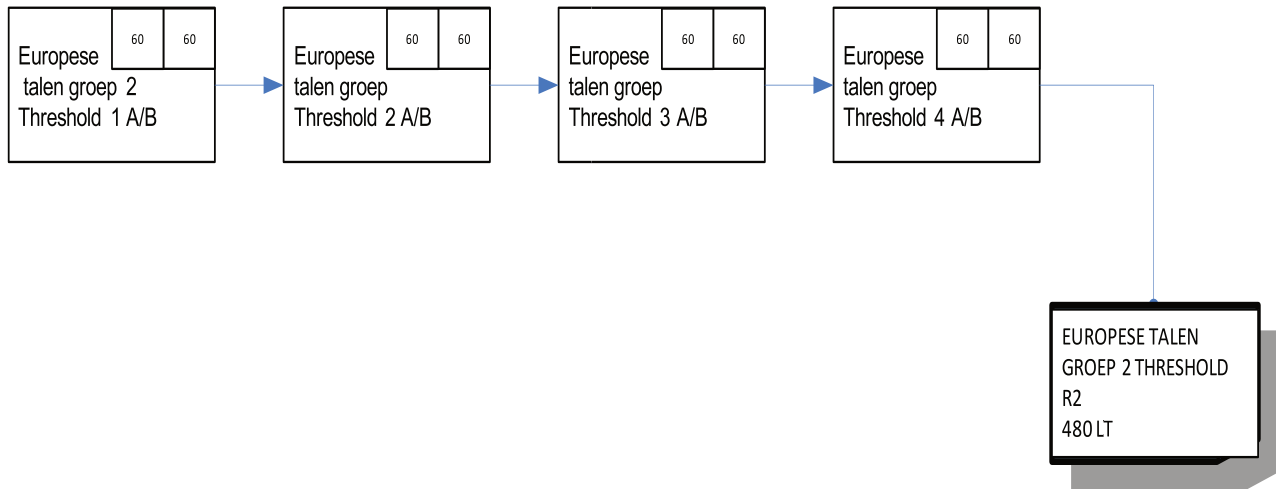 60 60
Europese
talen groep 2
Threshold 1 A/B
60 60
Europese
talen groep
Threshold 2 A/B
60 60
Europese
talen groep
Threshold 3 A/B
60 60
Europese
talen groep
Threshold 4 A/B
EUROPESE TALEN
GROEP 2 THRESHOLD
R2
480 LT